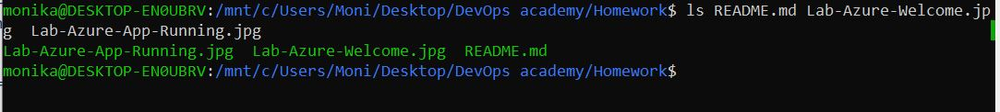 monika@DESKTOP-EN0UBRV:/mnt/c/Users/Moni/Desktop/DevOps academy/Homework$ ls README.md Lab-Azure-Welcome.jp
g  Lab-Azure-App-Running.jpg
Lab-Azure-App-Running.jpg  Lab-Azure-Welcome.jpg  README.md
monika@DESKTOP-EN0UBRV:/mnt/c/Users/Moni/Desktop/DevOps academy/Homework$